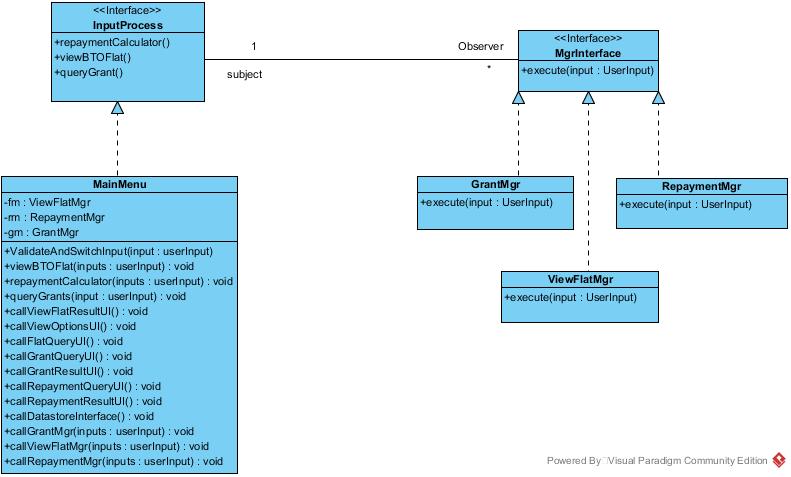 <<Interface>>
InputProcess
+repaymentCalculator()
+viewBTOFlat()
+queryGrant()
1
subject
Observer
*
<<Interface>>
MgrInterface
+execute(input : UserInput)
MainMenu
-fm : ViewFlatMgr
-rm : RepaymentMgr
-gm : GrantMgr
+ValidateAndSwitchInput(input : userInput)
+viewBTOFlat(inputs : userInput) : void
+repaymentCalculator(inputs : userInput) : void
+queryGrants(input : userInput) : void
+callViewFlatResultUI() : void
+callViewOptionsUI() : void
+callFlatQueryUI() : void
+callGrantQueryUI() : void
+callGrantResultUI() : void
+callRepaymentQueryUI() : void
+callRepaymentResultUI() : void
+callDatastoreInterface() : void
+callGrantMgr(inputs : userInput) : void
+callViewFlatMgr(inputs : userInput) : void
+callRepaymentMgr(inputs : userInput) : void
GrantMgr
+execute(input : UserInput)
RepaymentMgr
+execute(input : UserInput)
ViewFlatMgr
+execute(input : UserInput)
Powered By Visual Paradigm Community Edition